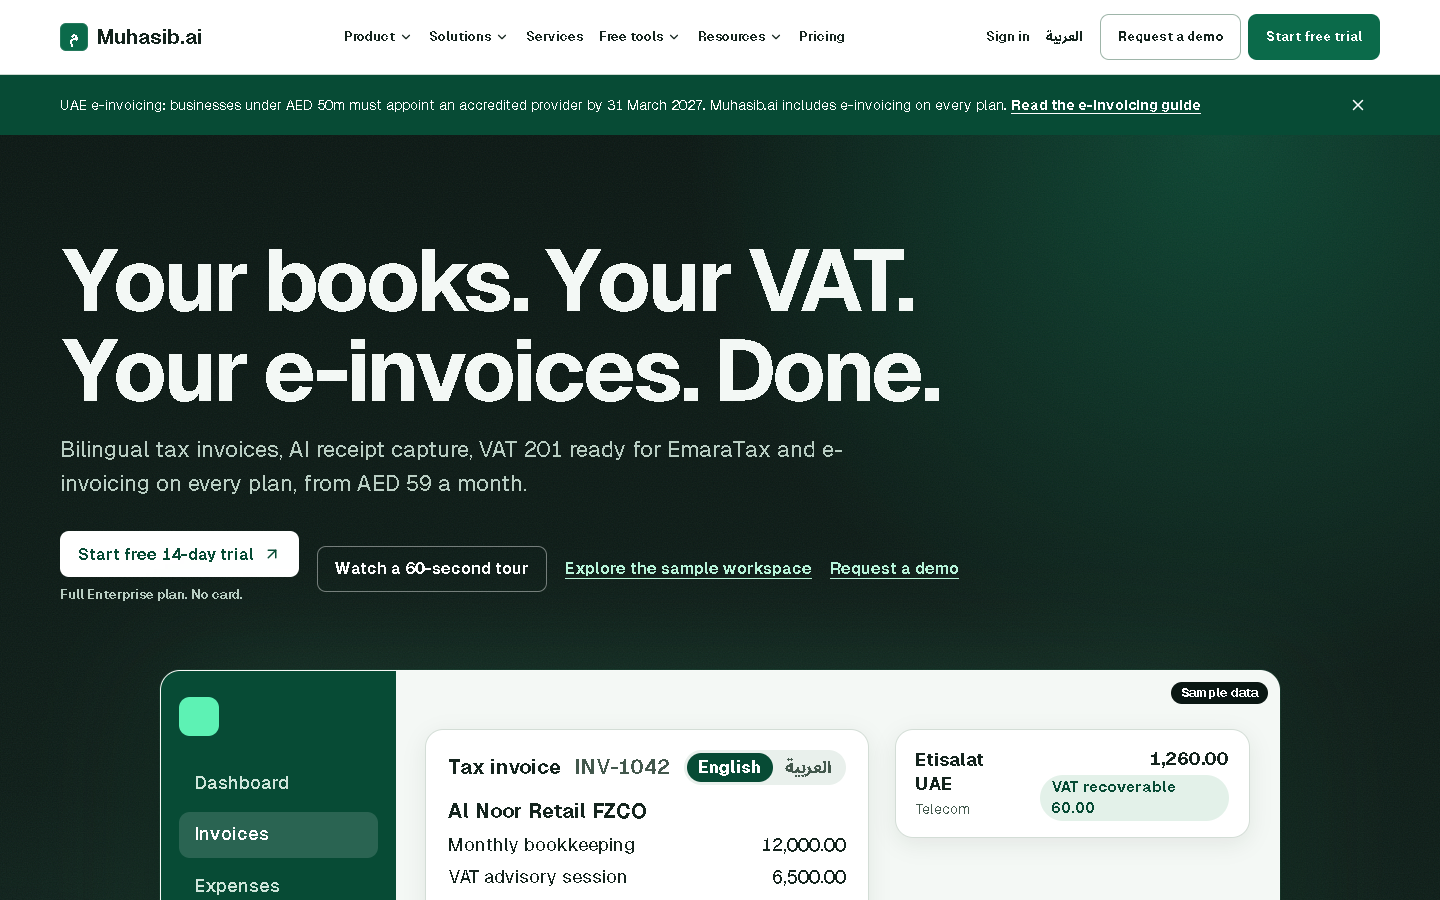 م Muhasib.ai
Product Solutions Services Free tools Resources Pricing
Sign in العربية Request a demo Start free trial
UAE e-invoicing: businesses under AED 50m must appoint an accredited provider by 31 March 2027. Muhasib.ai includes e-invoicing on every plan. Read the e-invoicing guide
Your books. Your VAT.
Your e-invoices. Done.
Bilingual tax invoices, AI receipt capture, VAT 201 ready for EmaraTax and e-
invoicing on every plan, from AED 59 a month.
Start free 14-day trial
Full Enterprise plan. No card.
Watch a 60-second tour
Explore the sample workspace
Request a demo
Sample data
Dashboard
Invoices
Expenses
Tax invoice INV-1042 English العربية
Al Noor Retail FZCO
Monthly bookkeeping 12,000.00
VAT advisory session 6,500.00
Etisalat
UAE
Telecom
1,260.00
VAT recoverable
60.00